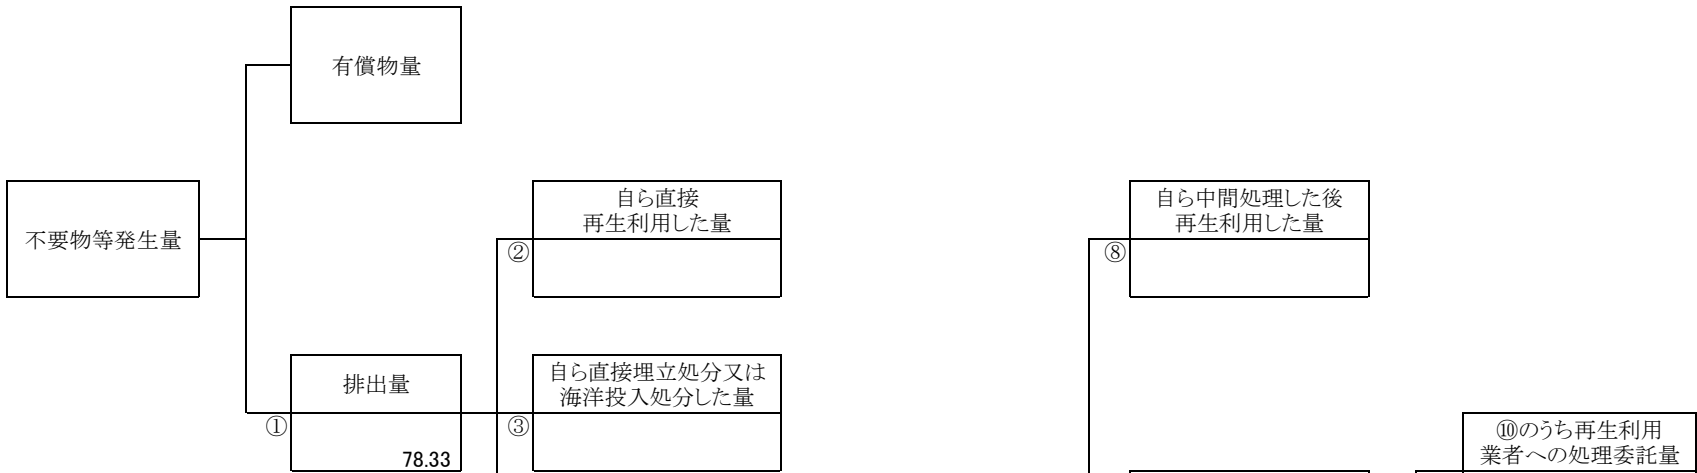 有償物量
不要物等発生量
自ら直接
再生利用した量
②
自ら中間処理した後
再生利用した量
⑧
排出量
①
78.33
自ら直接埋立処分又は
海洋投入処分した量
③
⑩のうち再生利用
業者への処理委託量